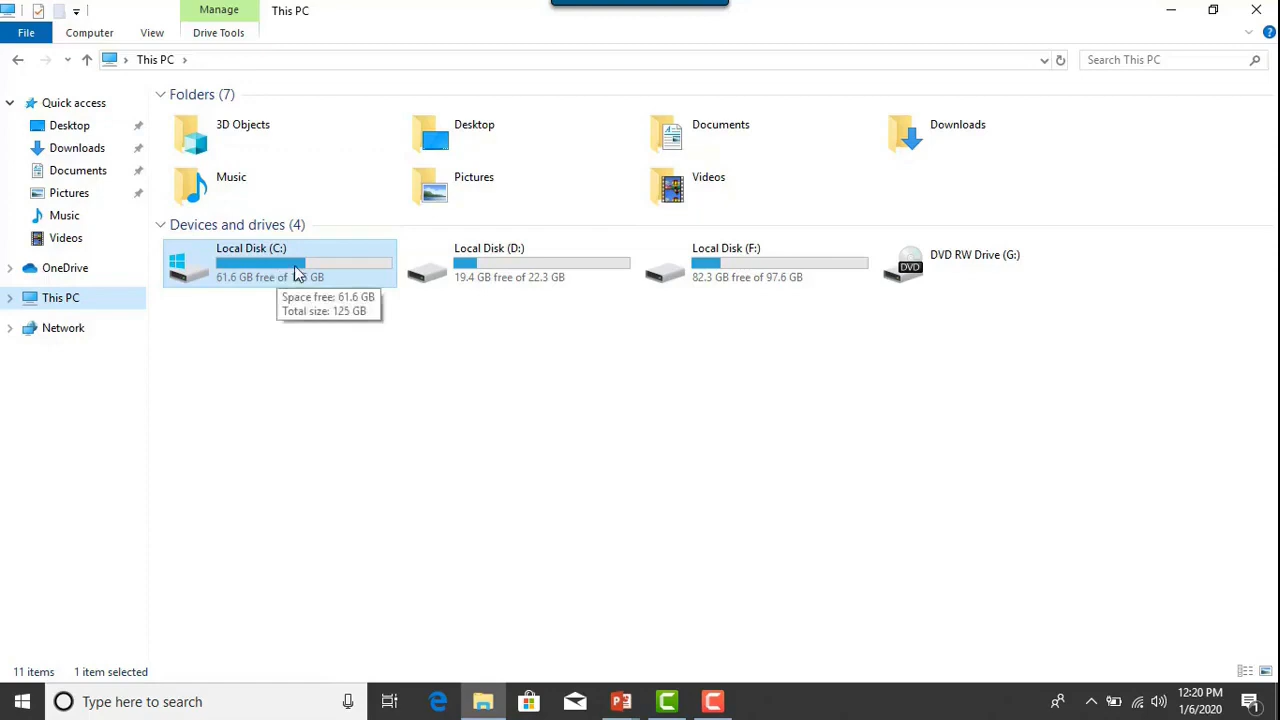 Manage
This PC
File
Computer
View
Drive Tools
This PC
Search This PC
Quick access
Desktop
Downloads
Documents
Pictures
Music
Videos
OneDrive
This PC
Network
Folders (7)
3D Objects
Desktop
Documents
Downloads
Music
Pictures
Videos
Devices and drives (4)
Local Disk (C:)
61.6 GB free of GB
Space free: 61.6 GB
Total size: 125 GB
Local Disk (D:)
19.4 GB free of 22.3 GB
Local Disk (F:)
82.3 GB free of 97.6 GB
DVD
DVD RW Drive (G:)
11 items
1 item selected
Type here to search
12:20 PM
1/6/2020
1